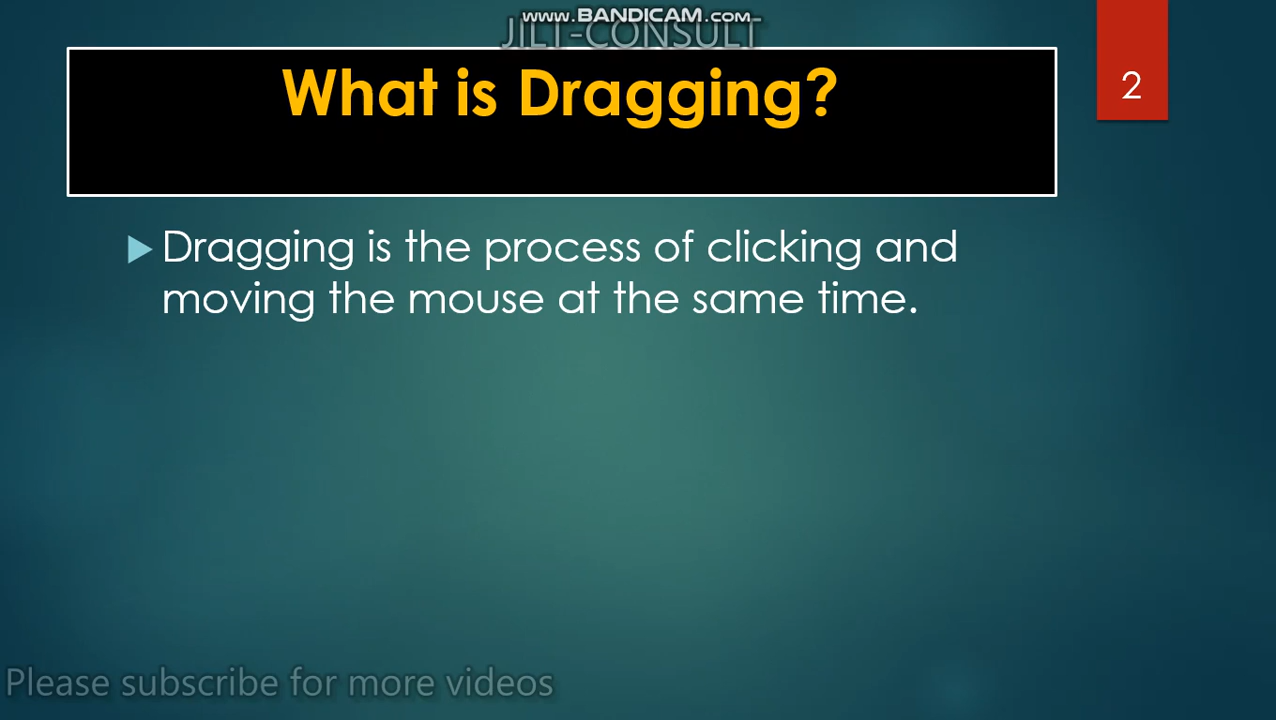 www.BANDICAM.com
JILT-CONSULT
What is Dragging?
2
Dragging is the process of clicking and
moving the mouse at the same time.
Please subscribe for more videos